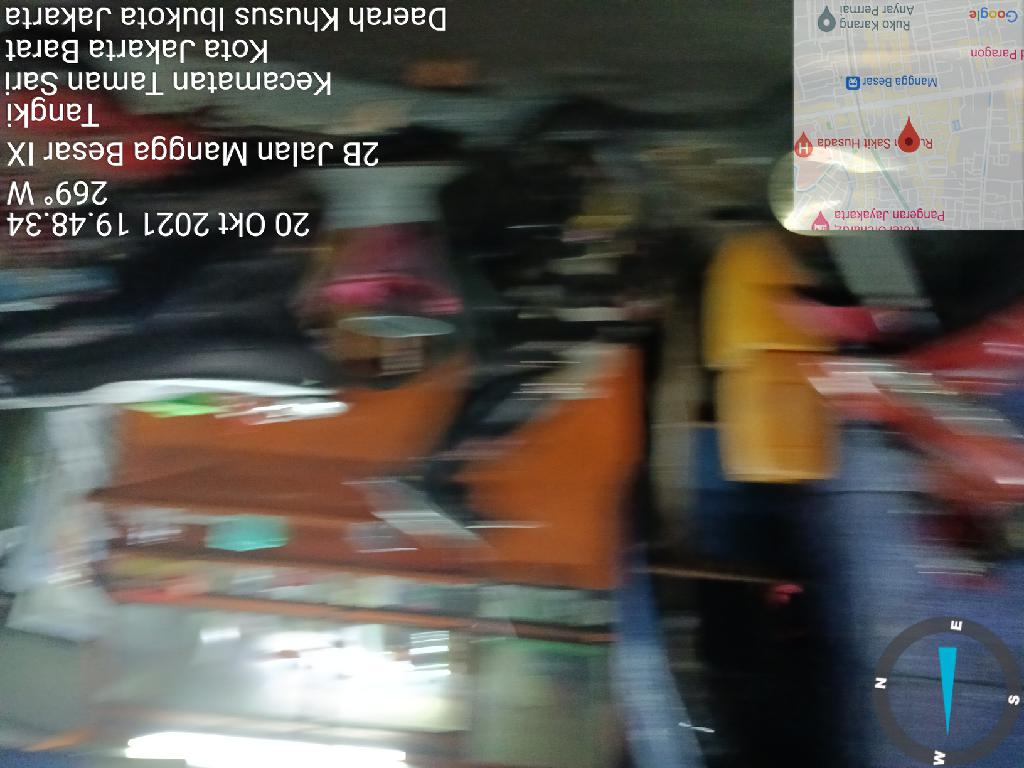 W
S
N
E
Pangeran Jayakarta
Sakit Husada
Mangga Besar
Paragon
Ruko Karang
Anyar Permai
Google
20 Okt 2021 19.48.34
269° W
2B Jalan Mangga Besar IX
Tangki
Kecamatan Taman Sari
Kota Jakarta Barat
Daerah Khusus Ibukota Jakarta